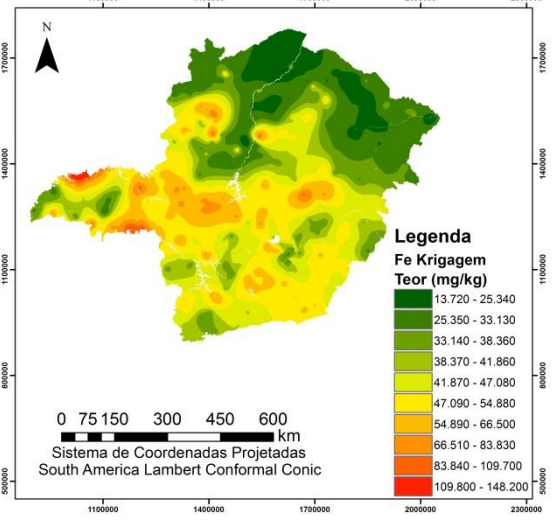 N
1700000
1700000
1400000
1400000
1100000
1100000
800000
800000
500000
500000
Legenda
Fe Krigagem
Teor (mg/kg)
13.720 - 25.340
25.350 - 33.130
33.140 - 38.360
38.370 - 41.860
41.870 - 47.080
47.090 - 54.880
54.890 - 66.500
66.510 - 83.830
83.840 - 109.700
109.800 - 148.200
0 75 150 300 450 600
km
Sistema de Coordenadas Projetadas
South America Lambert Conformal Conic
1100000 1400000 1700000 2000000 2300000